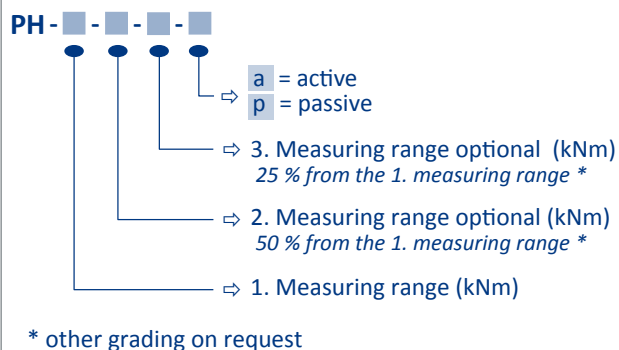 PH - - - -
a = active
p = passive
⇨ 3. Measuring range optional (kNm)
25 % from the 1. measuring range *
⇨ 2. Measuring range optional (kNm)
50 % from the 1. measuring range *
⇨ 1. Measuring range (kNm)
* other grading on request